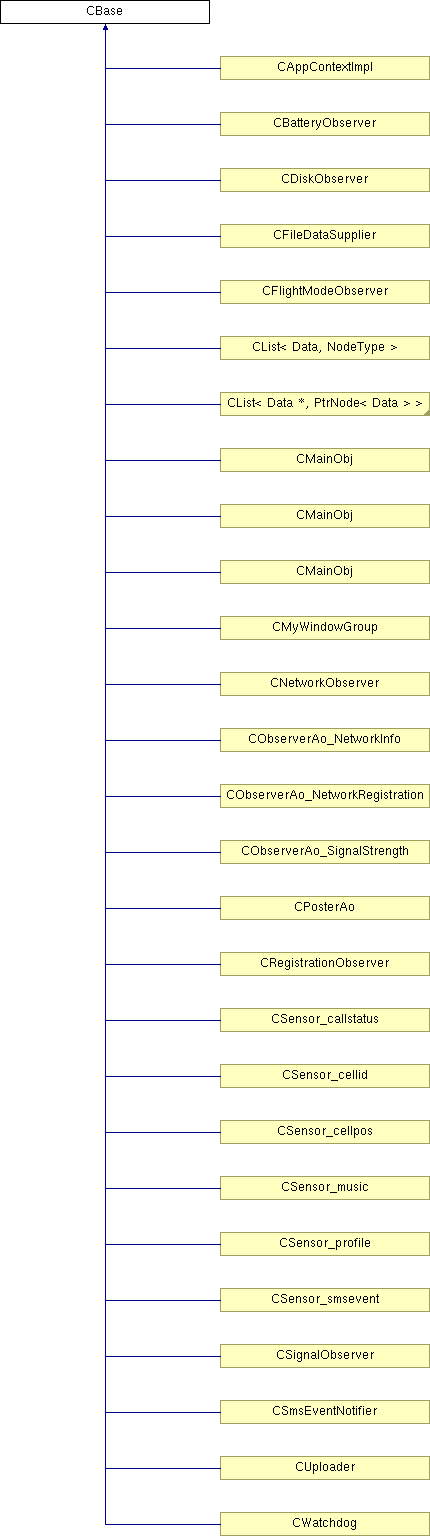 CBase
CAppContextImpl
CBatteryObserver
CDiskObserver
CFileDataSupplier
CFlightModeObserver
CList< Data, NodeType >
CList< Data *, PtrNode< Data > >
CMainObj
CMainObj
CMainObj
CMyWindowGroup
CNetworkObserver
CObserverAo_NetworkInfo
CObserverAo_NetworkRegistration
CObserverAo_SignalStrength
CPosterAo
CRegistrationObserver
CSensor_callstatus
CSensor_cellid
CSensor_cellpos
CSensor_music
CSensor_profile
CSensor_smsevent
CSignalObserver
CSmsEventNotifier
CUploader
CWatchdog